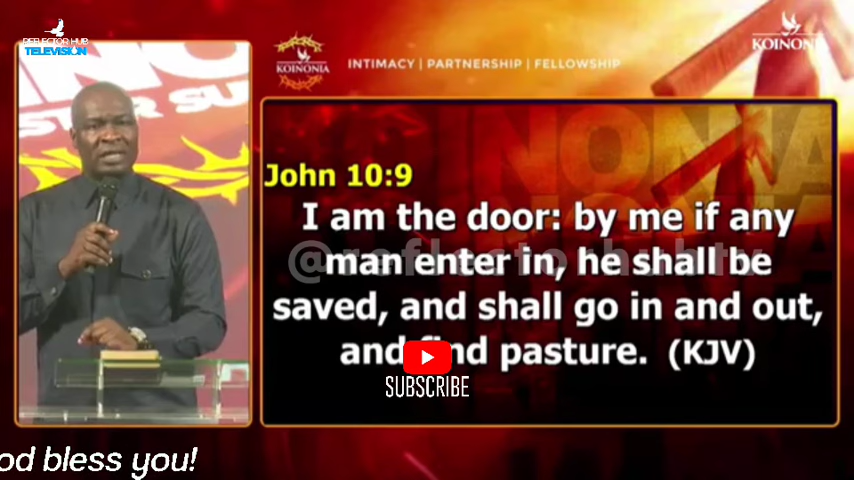 REFLECTOR HUB
TELEVISION
KOINONIA
INTIMACY | PARTNERSHIP | FELLOWSHIP
KOINONIA
John 10:9
I am the door: by me if any
man enter in, he shall be
saved, and shall go in and out,
and find pasture. (KJV)
@reflectorhubtv
SUBSCRIBE
od bless you!